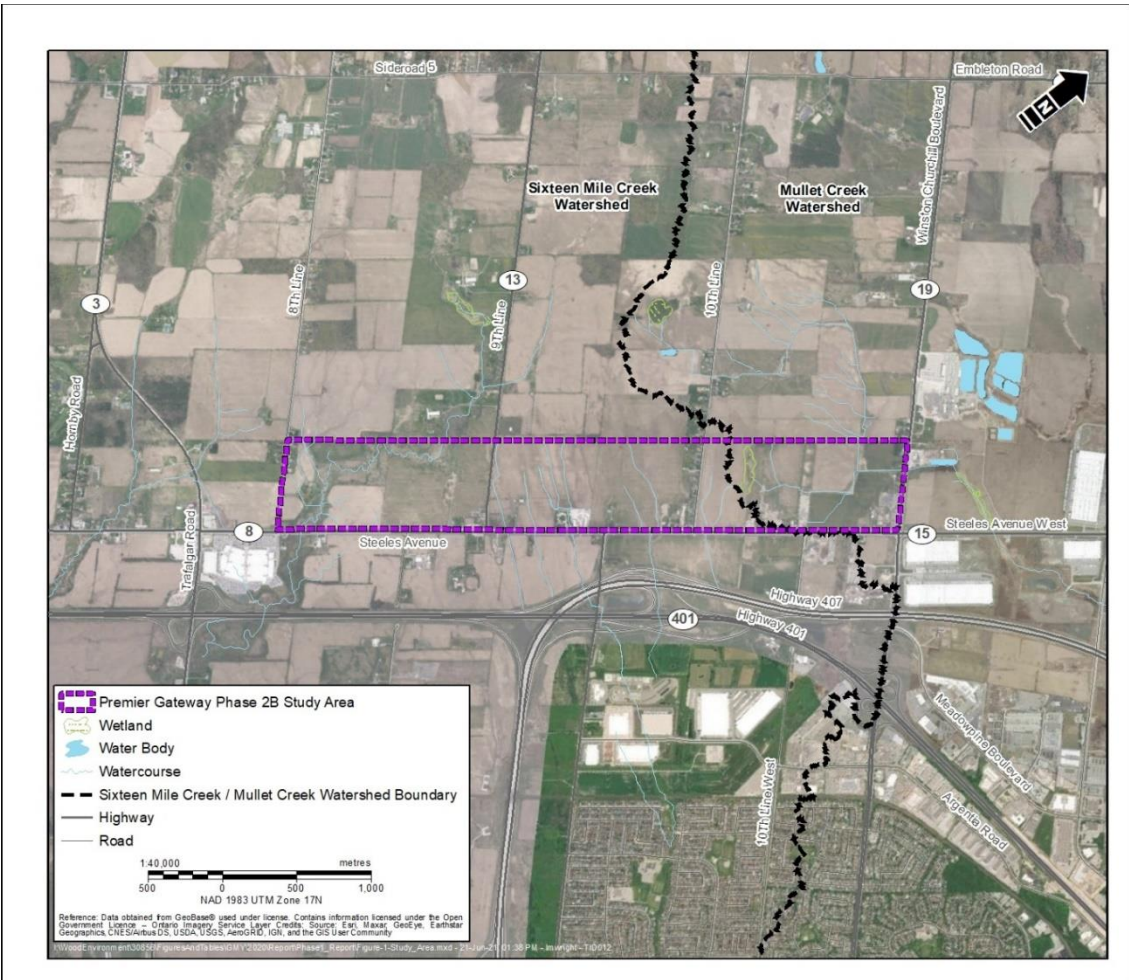 Sideroad 5
Embleton Road
N
Winston Churchill Boulevard
Sixteen Mile Creek
Watershed
Mullet Creek
Watershed
8Th Line
13
9Th Line
10Th Line
19
3
Hornby Road
Trafalgar Road
8
Steeles Avenue
15
Steeles Avenue West
Highway 407
401
Highway 401
Meadowpine Boulevard
Argentia Road
10Th Line West
Premier Gateway Phase 2B Study Area
Wetland
Water Body
Watercourse
Sixteen Mile Creek / Mullet Creek Watershed Boundary
Highway
Road
1:40,000 metres
500 0 500 1,000
NAD 1983 UTM Zone 17N
Reference: Data obtained from GeoBase® used under license. Contains information licensed under the Open
Government Licence – Ontario Imagery Service Layer Credits: Source: Esri, Maxar, GeoEye, Earthstar
Geographics, CNES/Airbus DS, USDA, USGS, AeroGRID, IGN, and the GIS User Community